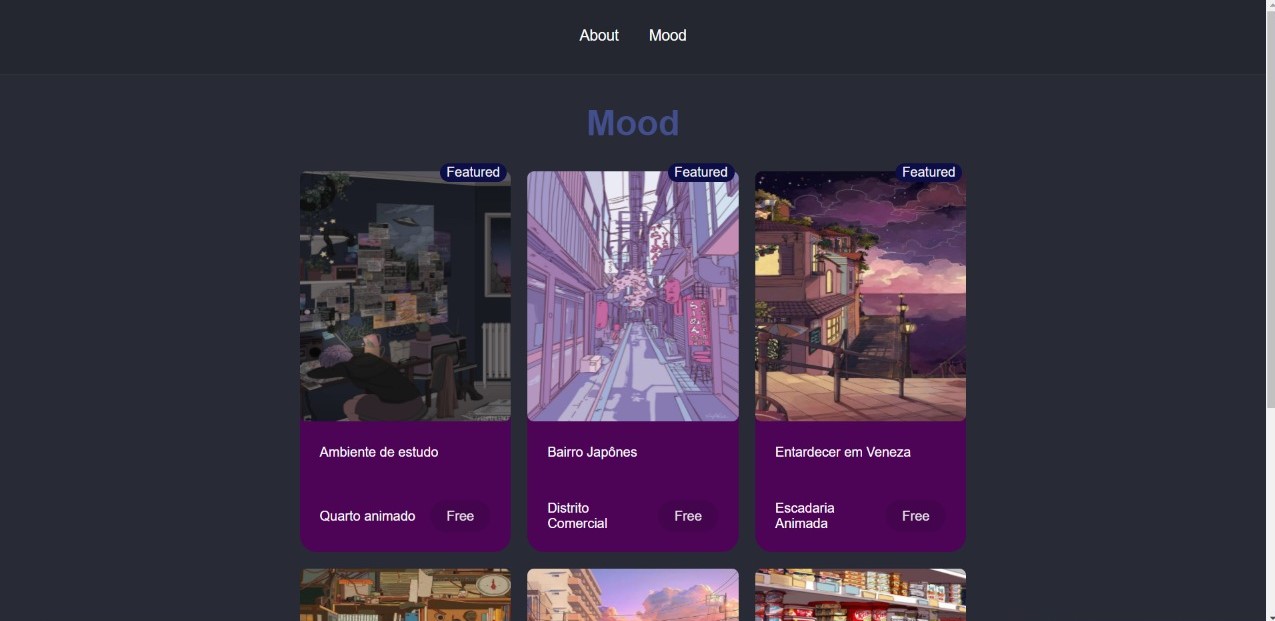 About Mood
Mood
Featured Featured Featured
Ambiente de estudo Bairro Japônes Entardecer em Veneza
Quarto animado Free
Distrito
Comercial
Free
Escadaria
Animada
Free